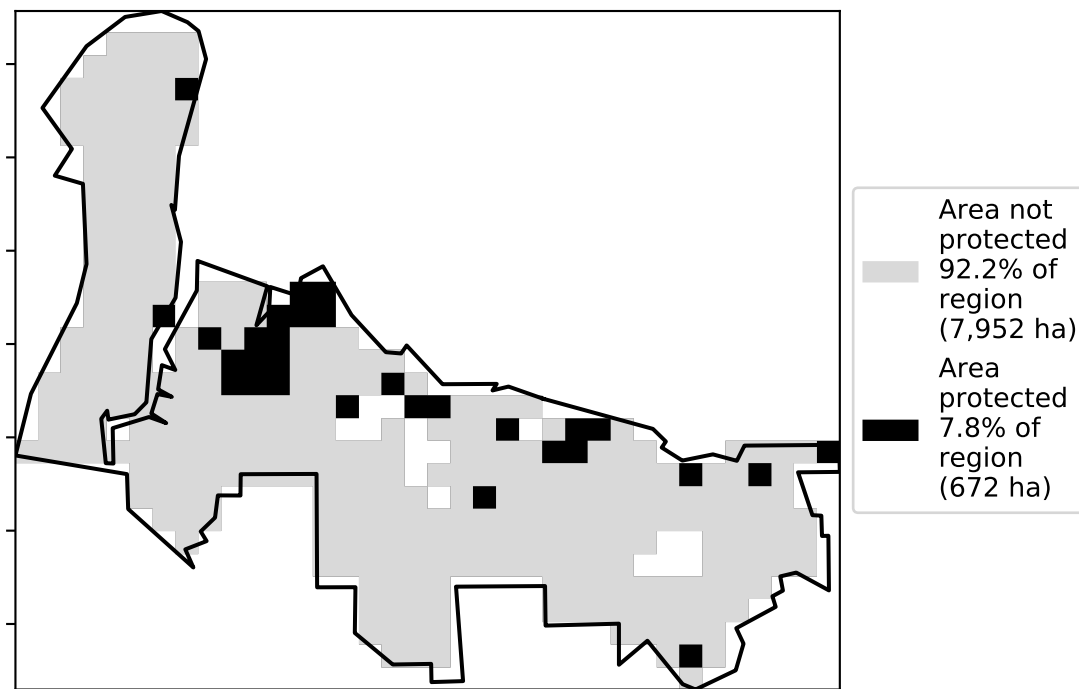 Area not
protected
92.2% of
region
(7,952 ha)
Area
protected
7.8% of
region
(672 ha)